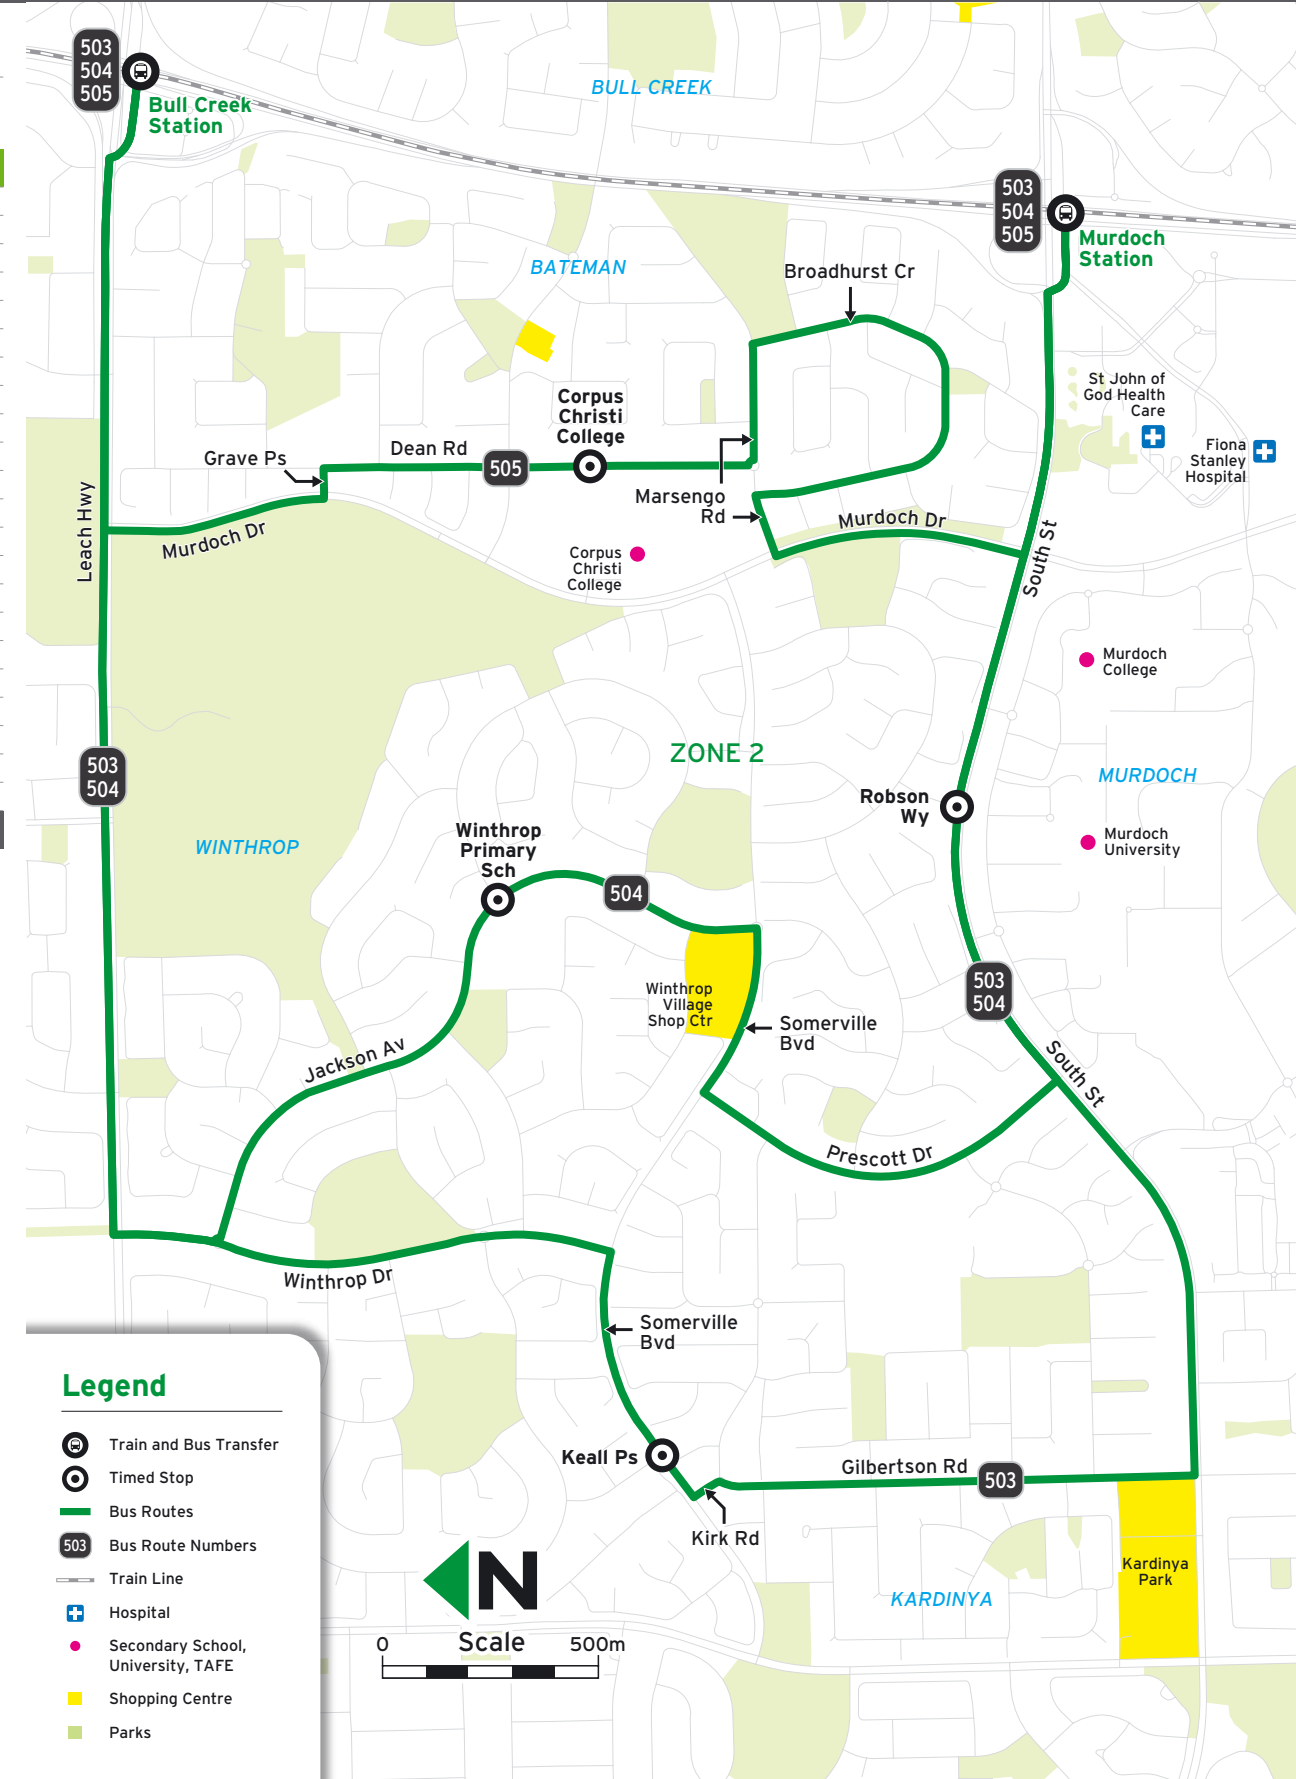 503
504
505
Bull Creek
Station
BULL CREEK
503
504
505
Murdoch
Station
BATEMAN
Broadhurst Cr
St John of
God Health
Care
Fiona
Stanley
Hospital
Corpus
Christi
College
Dean Rd
505
Grave Ps
Marsengo
Rd
Murdoch Dr
Murdoch Dr
Leach Hwy
South St
Corpus
Christi
College
Murdoch
College
ZONE 2
503
504
MURDOCH
Robson
Wy
Murdoch
University
WINTHROP
Winthrop
Primary
Sch
504
503
504
Winthrop
Village
Shop Ctr
Somerville
Bvd
Jackson Av
South St
Prescott Dr
Winthrop Dr
Somerville
Bvd
Keall Ps
Gilbertson Rd
503
Kirk Rd
Kardinya
Park
KARDINYA
N
0
Scale
500m
Legend
Train and Bus Transfer
Timed Stop
Bus Routes
503
Bus Route Numbers
Train Line
Hospital
Secondary School,
University, TAFE
Shopping Centre
Parks